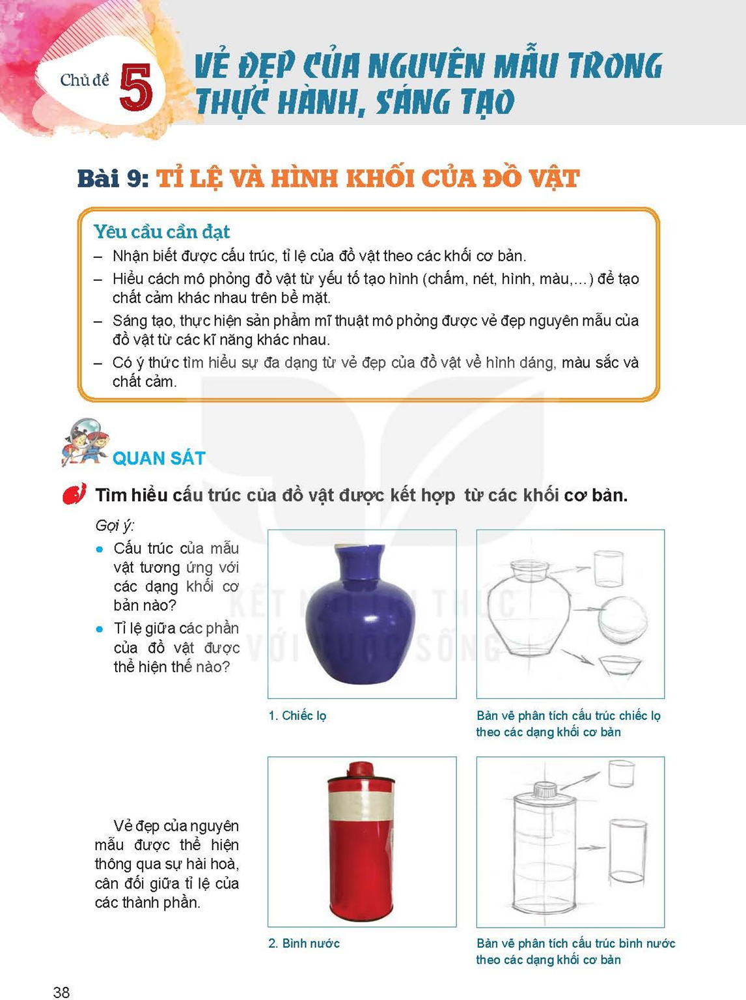 Chủ đề 5
VẺ ĐẸP CỦA NGUYÊN MẪU TRONG
THỰC HÀNH, SÁNG TẠO
Bài 9: TỈ LỆ VÀ HÌNH KHỐI CỦA ĐỒ VẬT
Yêu cầu cần đạt
– Nhận biết được cấu trúc, tỉ lệ của đồ vật theo các khối cơ bản.
– Hiểu cách mô phỏng đồ vật từ yếu tố tạo hình (chấm, nét, hình, màu,...) để tạo
chất cảm khác nhau trên bề mặt.
– Sáng tạo, thực hiện sản phẩm mĩ thuật mô phỏng được vẻ đẹp nguyên mẫu của
đồ vật từ các kĩ năng khác nhau.
– Có ý thức tìm hiểu sự đa dạng từ vẻ đẹp của đồ vật về hình dáng, màu sắc và
chất cảm.
QUAN SÁT
Tìm hiểu cấu trúc của đồ vật được kết hợp từ các khối cơ bản.
Gợi ý:
• Cấu trúc của mẫu
vật tương ứng với
các dạng khối cơ
bản nào?
• Tỉ lệ giữa các phần
của đồ vật được
thể hiện thế nào?
KẾT NỐI TRI THỨC
VỚI CUỘC SỐNG
1. Chiếc lọ
Bản vẽ phân tích cấu trúc chiếc lọ
theo các dạng khối cơ bản
Vẻ đẹp của nguyên
mẫu được thể hiện
thông qua sự hài hoà,
cân đối giữa tỉ lệ của
các thành phần.
2. Bình nước
Bản vẽ phân tích cấu trúc bình nước
theo các dạng khối cơ bản
38